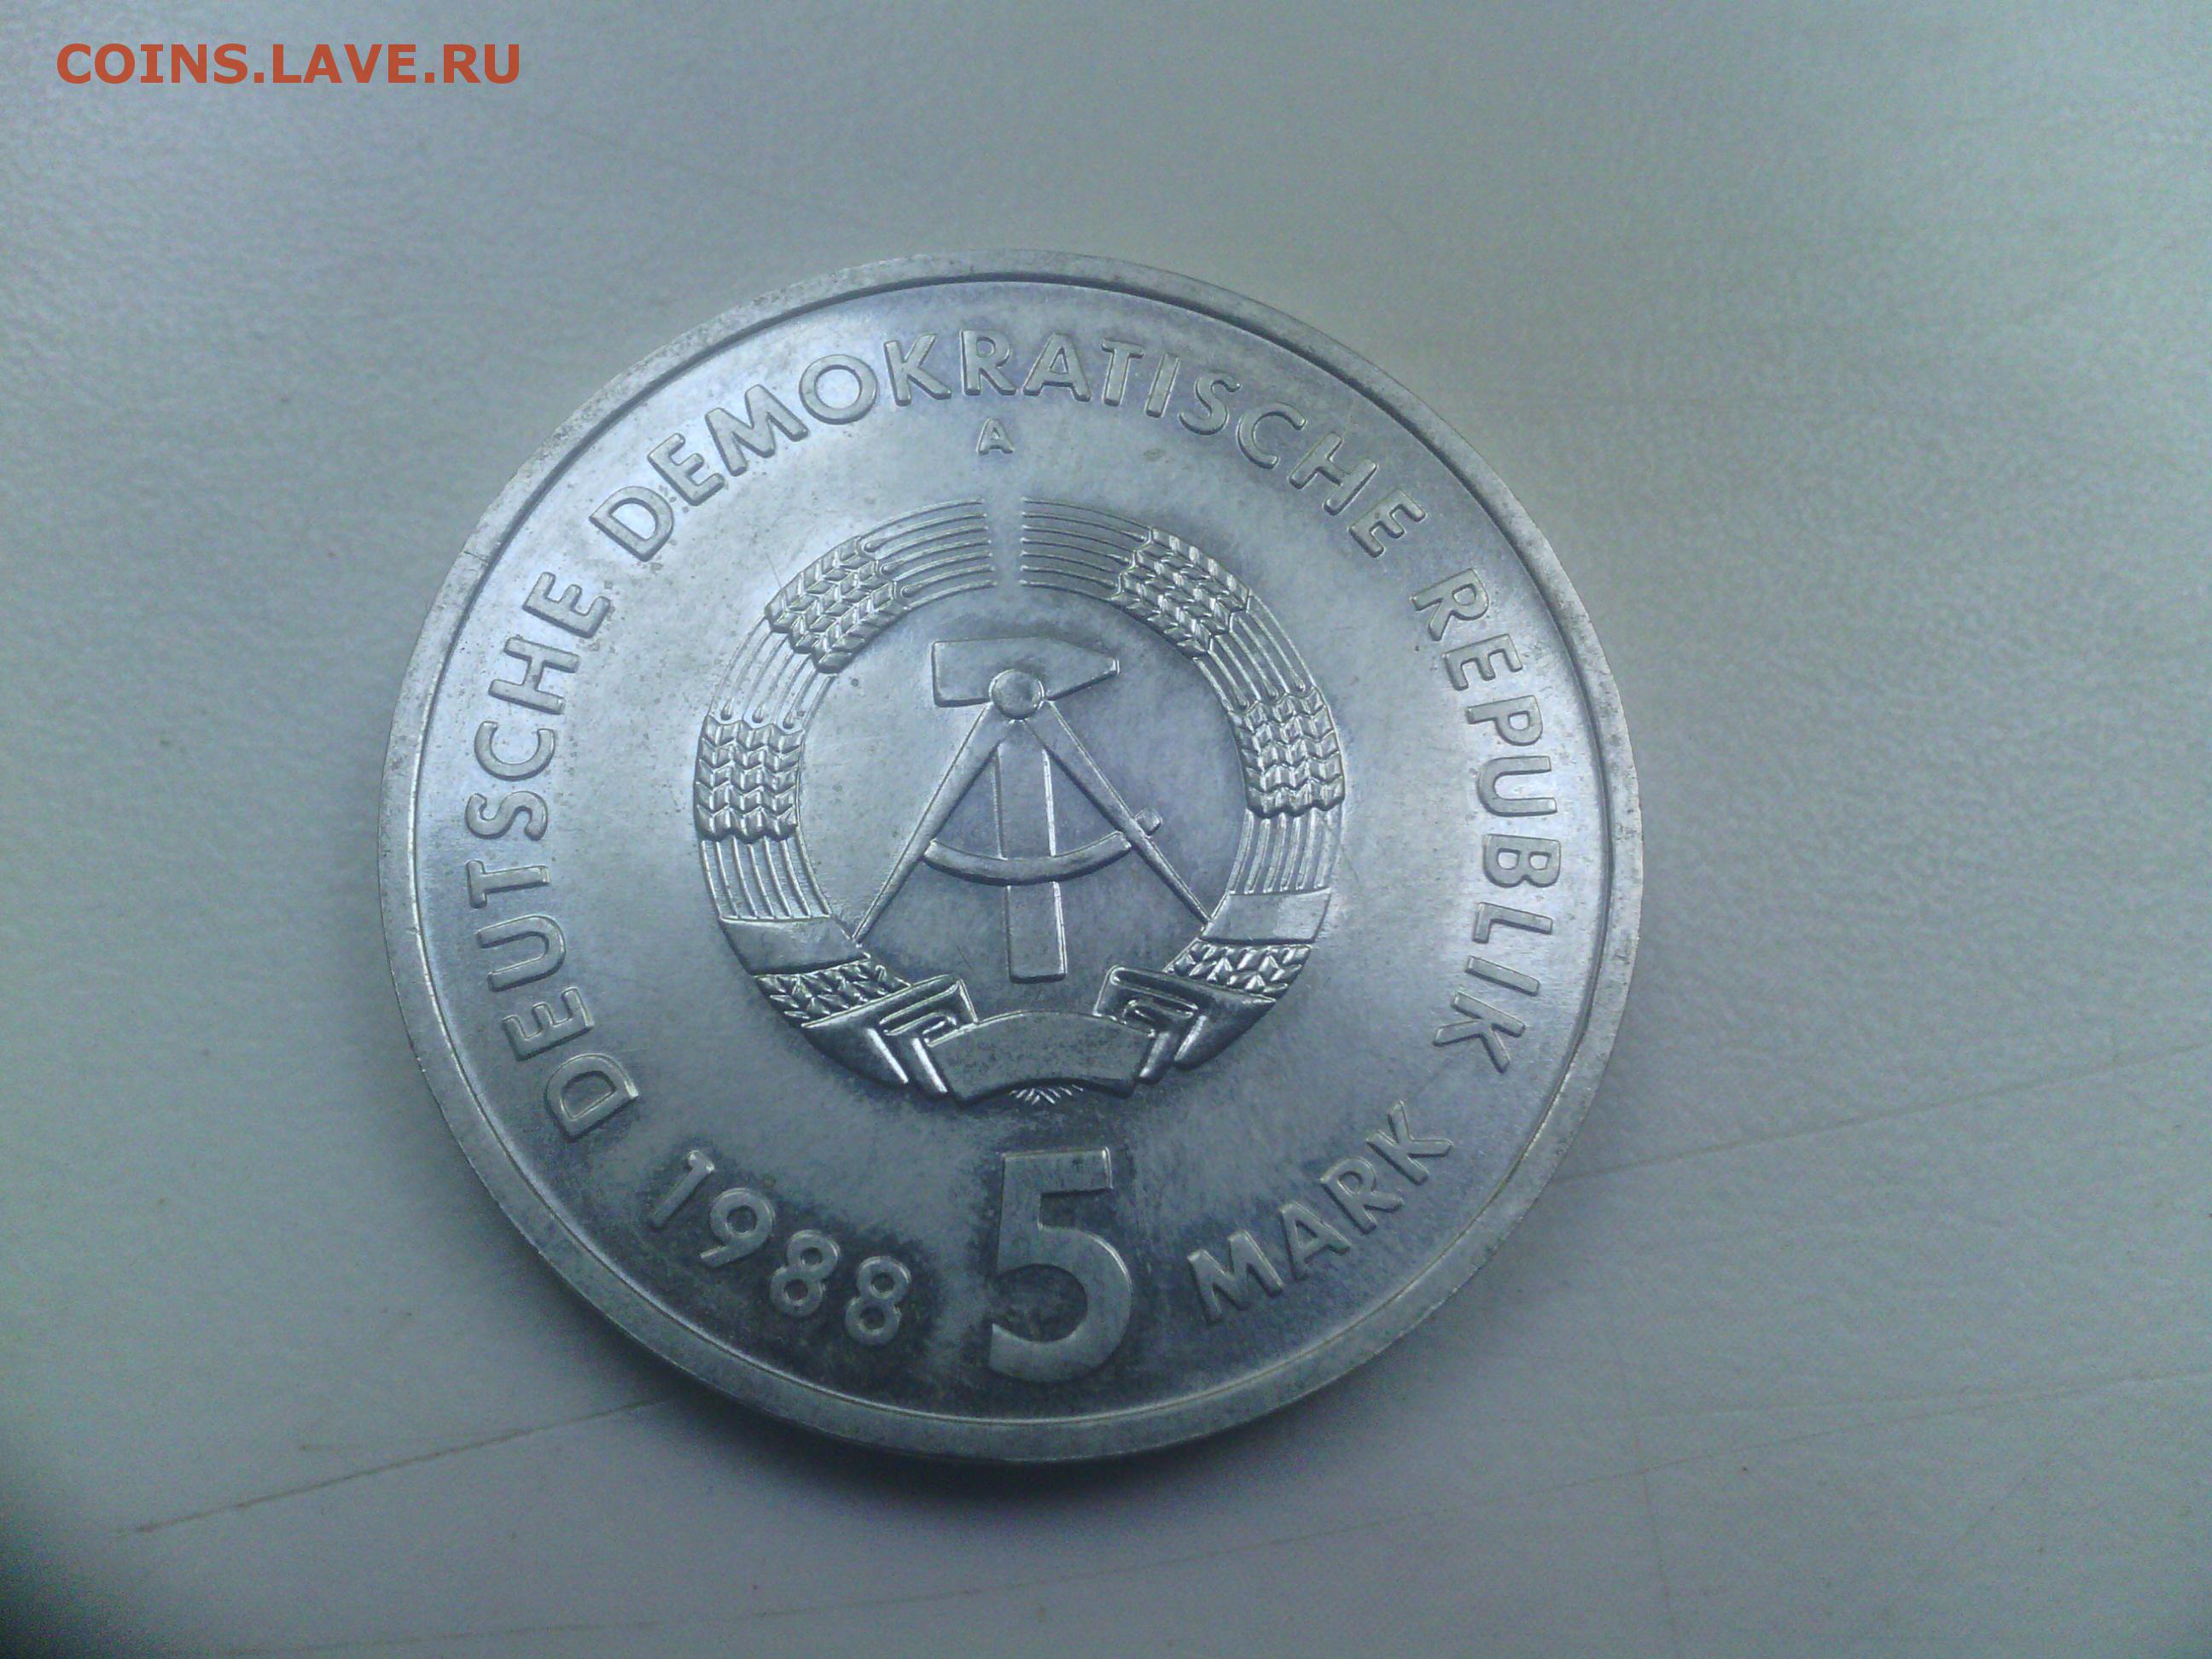 COINS.LAVE.RU
DEUTSCHE DEMOKRATISCHE REPUBLIK
A
1988 5 MARK